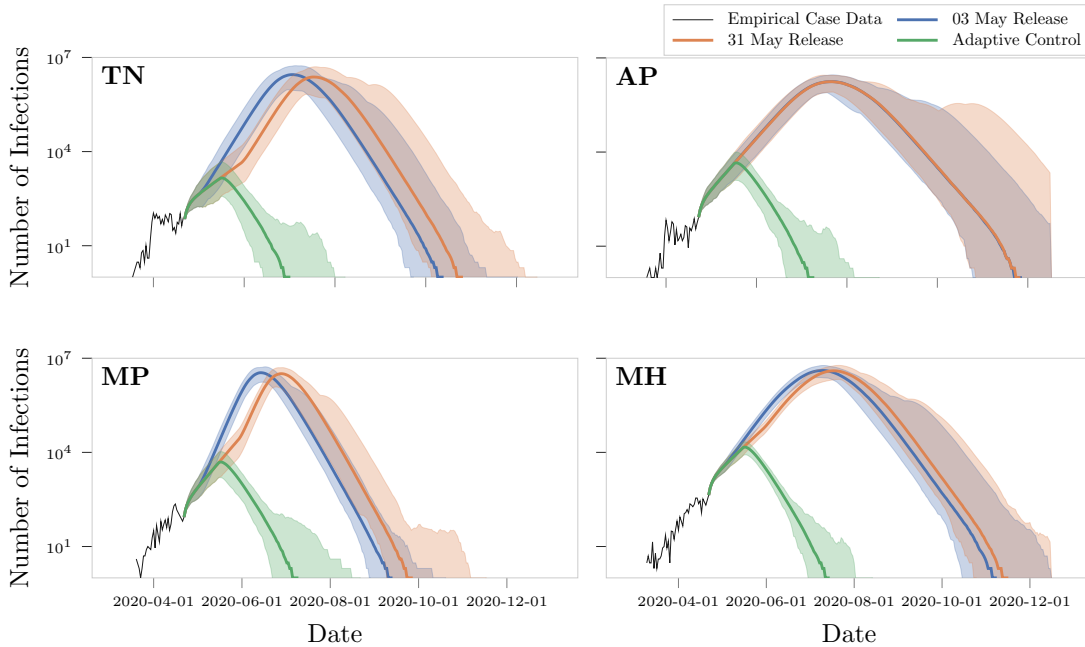 Empirical Case Data
03 May Release
31 May Release
Adaptive Control
TN
AP
Number of Infections
10^7
10^4
10^1
MP
MH
Number of Infections
10^7
10^4
10^1
2020-04-01 2020-06-01 2020-08-01 2020-10-01 2020-12-01
2020-04-01 2020-06-01 2020-08-01 2020-10-01 2020-12-01
Date
Date